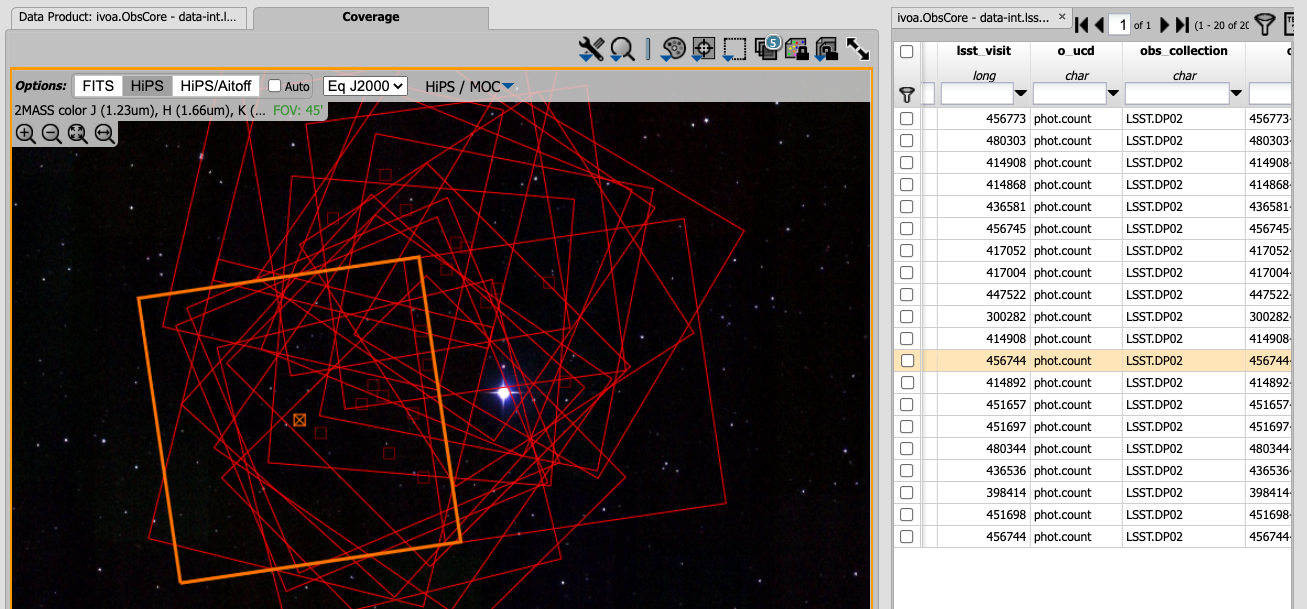 Data Product: ivoa.ObsCore - data-int.l...
Coverage
5
Options: FITS HiPS HiPS/Aitoff Auto Eq J2000 HiPS / MOC
2MASS color J (1.23um), H (1.66um), K (... FOV: 45'
ivoa.ObsCore - data-int.lss... × 1 of 1 (1 - 20 of 20
lsst_visit o_ucd obs_collection
long char char
456773 phot.count LSST.DP02 456773-
480303 phot.count LSST.DP02 480303-
414908 phot.count LSST.DP02 414908-
414868 phot.count LSST.DP02 414868-
436581 phot.count LSST.DP02 436581-
456745 phot.count LSST.DP02 456745-
417052 phot.count LSST.DP02 417052-
417004 phot.count LSST.DP02 417004-
447522 phot.count LSST.DP02 447522-
300282 phot.count LSST.DP02 300282-
414908 phot.count LSST.DP02 414908-
456744 phot.count LSST.DP02 456744-
414892 phot.count LSST.DP02 414892-
451657 phot.count LSST.DP02 451657-
451697 phot.count LSST.DP02 451697-
480344 phot.count LSST.DP02 480344-
436536 phot.count LSST.DP02 436536-
398414 phot.count LSST.DP02 398414-
451698 phot.count LSST.DP02 451698-
456744 phot.count LSST.DP02 456744-